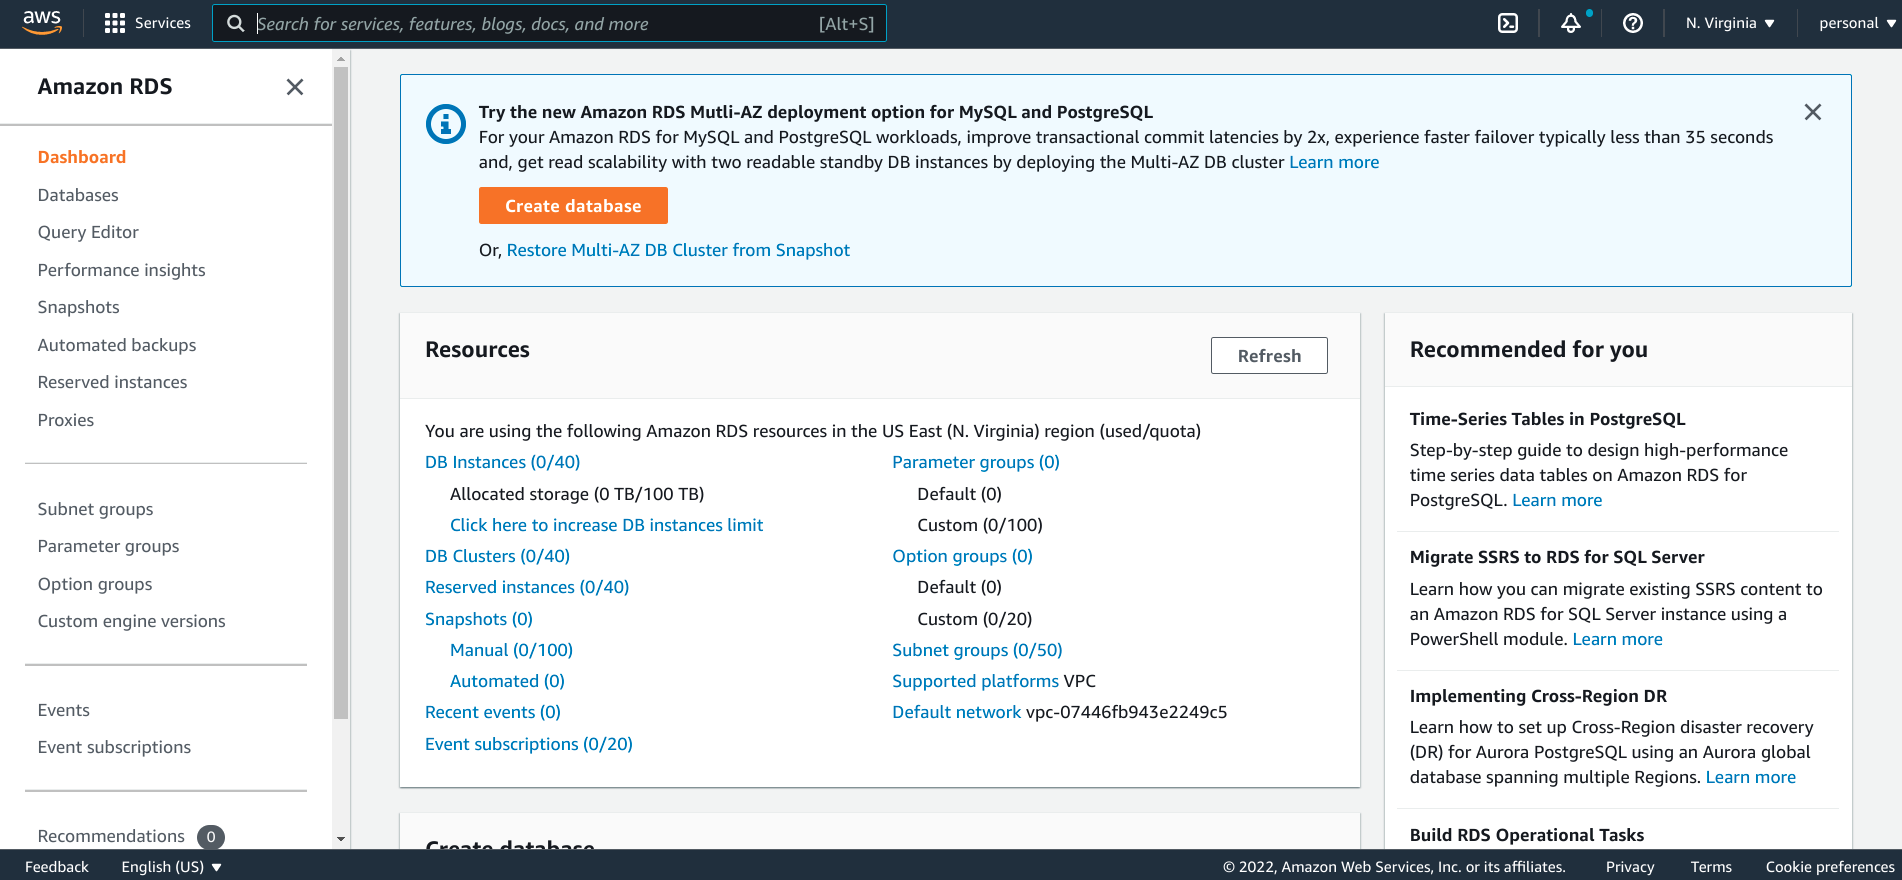 aws
Services
Search for services, features, blogs, docs, and more
[Alt+S]
N. Virginia
personal
Amazon RDS
Dashboard
Databases
Query Editor
Performance insights
Snapshots
Automated backups
Reserved instances
Proxies
Subnet groups
Parameter groups
Option groups
Custom engine versions
Events
Event subscriptions
Recommendations 0
Try the new Amazon RDS Mutli-AZ deployment option for MySQL and PostgreSQL
For your Amazon RDS for MySQL and PostgreSQL workloads, improve transactional commit latencies by 2x, experience faster failover typically less than 35 seconds
and, get read scalability with two readable standby DB instances by deploying the Multi-AZ DB cluster Learn more
Create database
Or, Restore Multi-AZ DB Cluster from Snapshot
Resources
Refresh
You are using the following Amazon RDS resources in the US East (N. Virginia) region (used/quota)
DB Instances (0/40)
Allocated storage (0 TB/100 TB)
Click here to increase DB instances limit
DB Clusters (0/40)
Reserved instances (0/40)
Snapshots (0)
Manual (0/100)
Automated (0)
Recent events (0)
Event subscriptions (0/20)
Parameter groups (0)
Default (0)
Custom (0/100)
Option groups (0)
Default (0)
Custom (0/20)
Subnet groups (0/50)
Supported platforms VPC
Default network vpc-07446fb943e2249c5
Create database
Recommended for you
Time-Series Tables in PostgreSQL
Step-by-step guide to design high-performance
time series data tables on Amazon RDS for
PostgreSQL. Learn more
Migrate SSRS to RDS for SQL Server
Learn how you can migrate existing SSRS content to
an Amazon RDS for SQL Server instance using a
PowerShell module. Learn more
Implementing Cross-Region DR
Learn how to set up Cross-Region disaster recovery
(DR) for Aurora PostgreSQL using an Aurora global
database spanning multiple Regions. Learn more
Build RDS Operational Tasks
Feedback
English (US)
© 2022, Amazon Web Services, Inc. or its affiliates.
Privacy
Terms
Cookie preferences